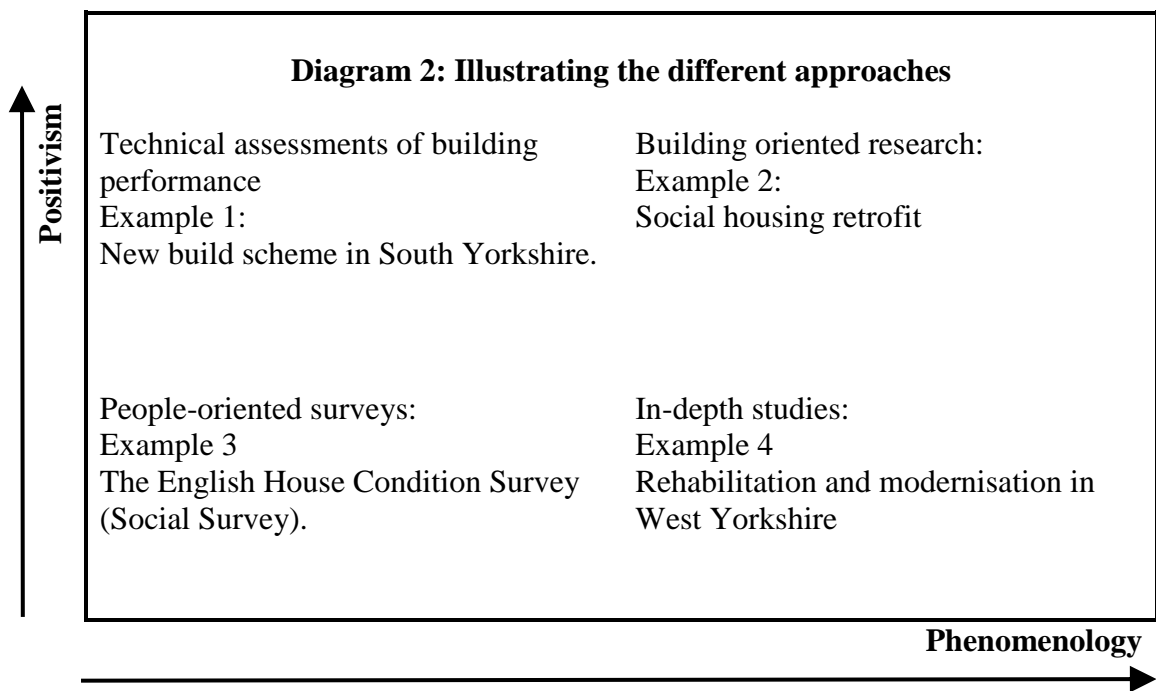 Diagram 2: Illustrating the different approaches
Positivism
Technical assessments of building
performance
Example 1:
New build scheme in South Yorkshire.
Building oriented research:
Example 2:
Social housing retrofit
People-oriented surveys:
Example 3
The English House Condition Survey
(Social Survey).
In-depth studies:
Example 4
Rehabilitation and modernisation in
West Yorkshire
Phenomenology